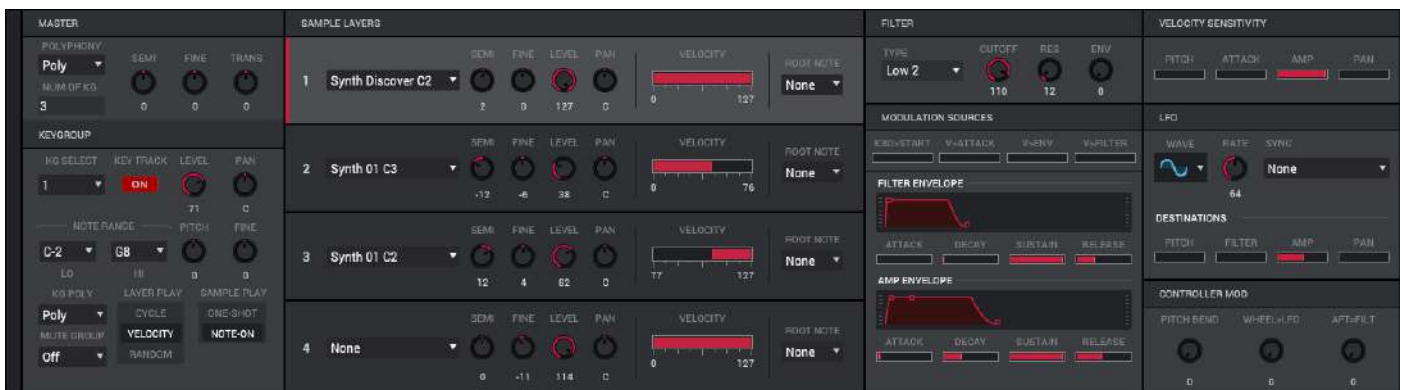 MASTER
POLYPHONY
Poly
SEMI FINE TRANS
NUM OF KG
3
0 0 0
KEYGROUP
KG SELECT KEY TRACK LEVEL PAN
1 ON
71 C
NOTE RANGE PITCH FINE
C-2 G8
LO HI 0 0
KG POLY LAYER PLAY SAMPLE PLAY
Poly CYCLE ONE-SHOT
MUTE GROUP VELOCITY NOTE-ON
Off RANDOM
SAMPLE LAYERS
SEMI FINE LEVEL PAN VELOCITY ROOT NOTE
1 Synth Discover C2 None
2 0 127 C 0 127
SEMI FINE LEVEL PAN VELOCITY ROOT NOTE
2 Synth 01 C3 None
-12 -6 38 C 0 76
SEMI FINE LEVEL PAN VELOCITY ROOT NOTE
3 Synth 01 C2 None
12 4 82 C 77 127
SEMI FINE LEVEL PAN VELOCITY ROOT NOTE
4 None None
0 -11 114 C 0 127
FILTER
TYPE CUTOFF RES ENV
Low 2
110 12 0
MODULATION SOURCES
V>ATTACK V>ENV V>FILTER
FILTER ENVELOPE
ATTACK DECAY SUSTAIN RELEASE
AMP ENVELOPE
ATTACK DECAY SUSTAIN RELEASE
VELOCITY SENSITIVITY
PITCH ATTACK AMP PAN
LFO
WAVE RATE SYNC
None
64
DESTINATIONS
PITCH FILTER AMP PAN
CONTROLLER MOD
PITCH BEND WHEEL>LFO AFT>FILT
0 0 0